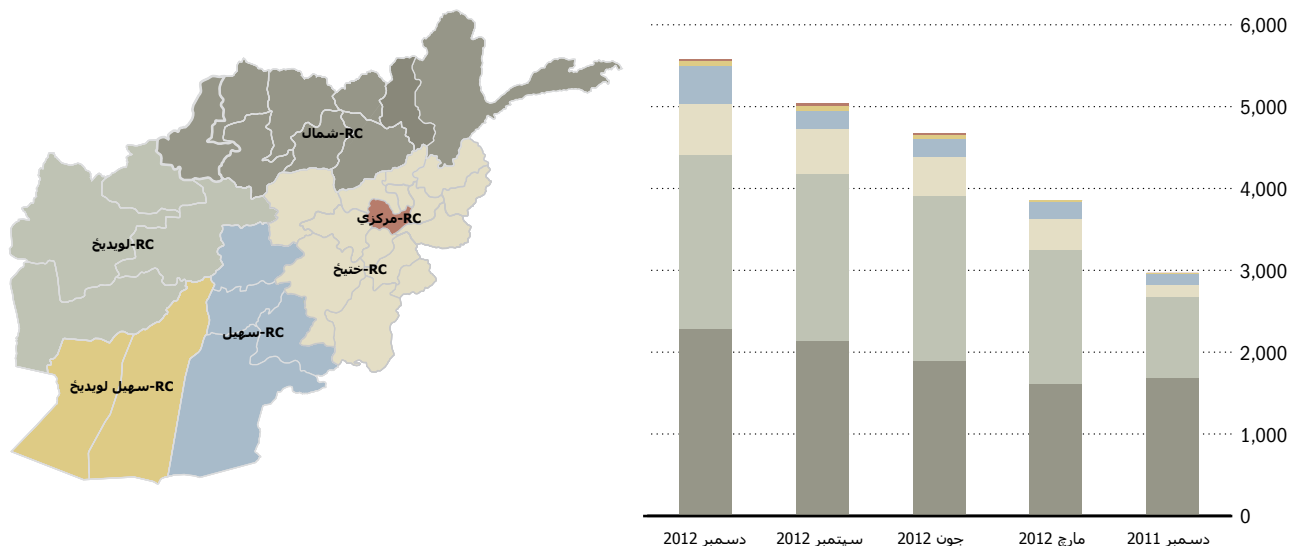 RC-شمال
RC-مرکزي
RC-لویدیځ
RC-ختیځ
RC-سهیل
RC-سهیل لویدیځ
6,000
5,000
4,000
3,000
2,000
1,000
0
دسمبر 2011
مارچ 2012
جون 2012
سپتمبر 2012
دسمبر 2012